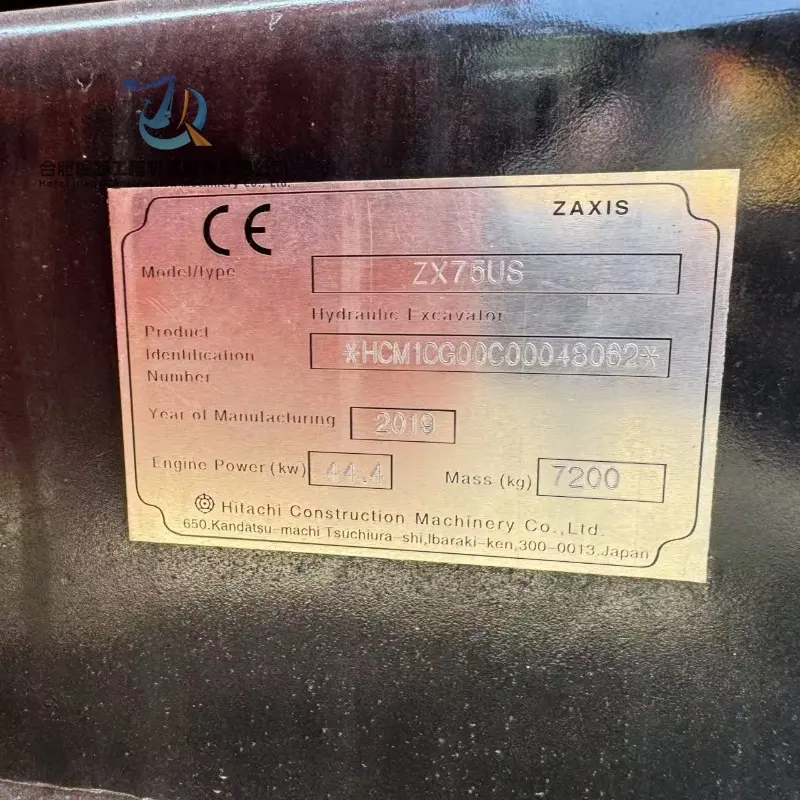 CE
ZAXIS
Model/type ZX75US
Hydraulic Excavator
Product
Identification
Number
*HCM1CG00C00048062*
Year of Manufacturing 2019
Engine Power (kw) 44.4 Mass (kg) 7200
Hitachi Construction Machinery Co.,Ltd.
650.Kandatsu-machi Tsuchiura-shi,Ibaraki-ken,300-0013.Japan